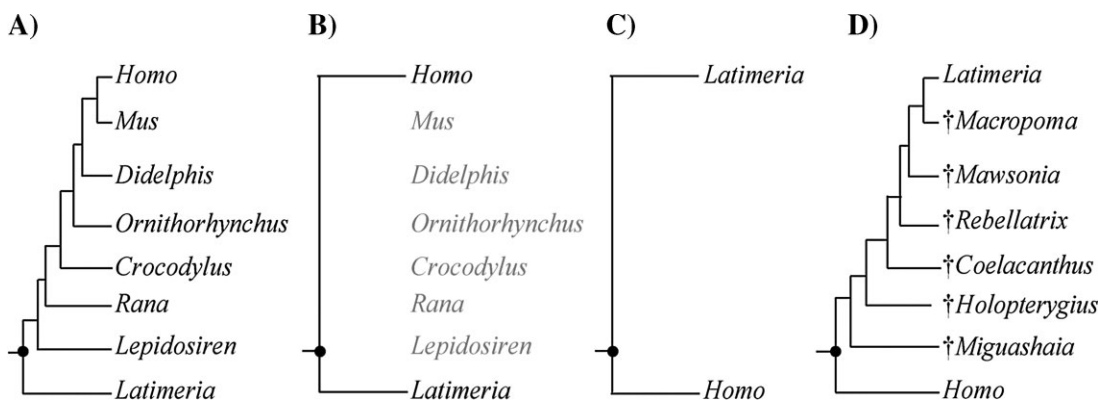 A)
Homo
Mus
Didelphis
Ornithorhynchus
Crocodylus
Rana
Lepidosiren
Latimeria
B)
Homo
Mus
Didelphis
Ornithorhynchus
Crocodylus
Rana
Lepidosiren
Latimeria
C)
Latimeria
Homo
D)
Latimeria
†Macropoma
†Mawsonia
†Rebellatrix
†Coelacanthus
†Holopterygius
†Miguashaia
Homo